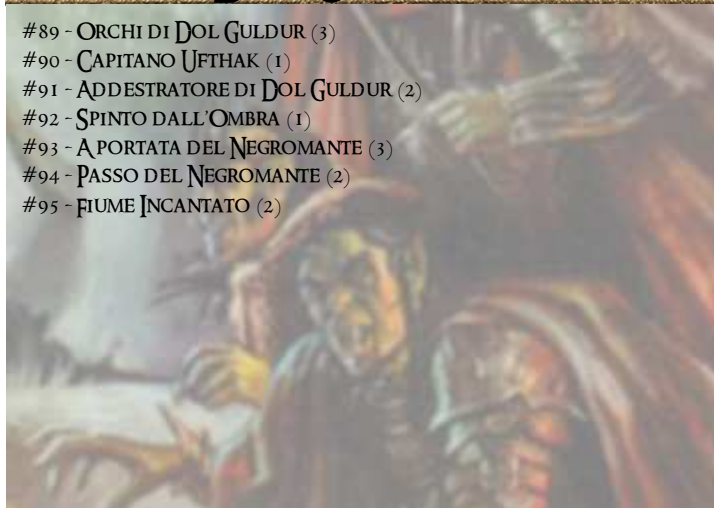 #89 - Orchi di Dol Guldur (3)
#90 - Capitano Ufthak (1)
#91 - Addestratore di Dol Guldur (2)
#92 - Spinto dall'Ombra (1)
#93 - A portata del Negromante (3)
#94 - Passo del Negromante (2)
#95 - Fiume Incantato (2)